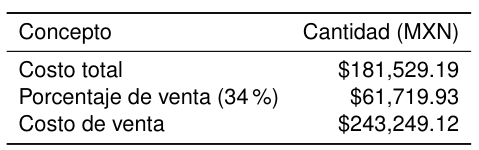 Concepto Cantidad (MXN)
Costo total $181,529.19
Porcentaje de venta (34 %) $61,719.93
Costo de venta $243,249.12